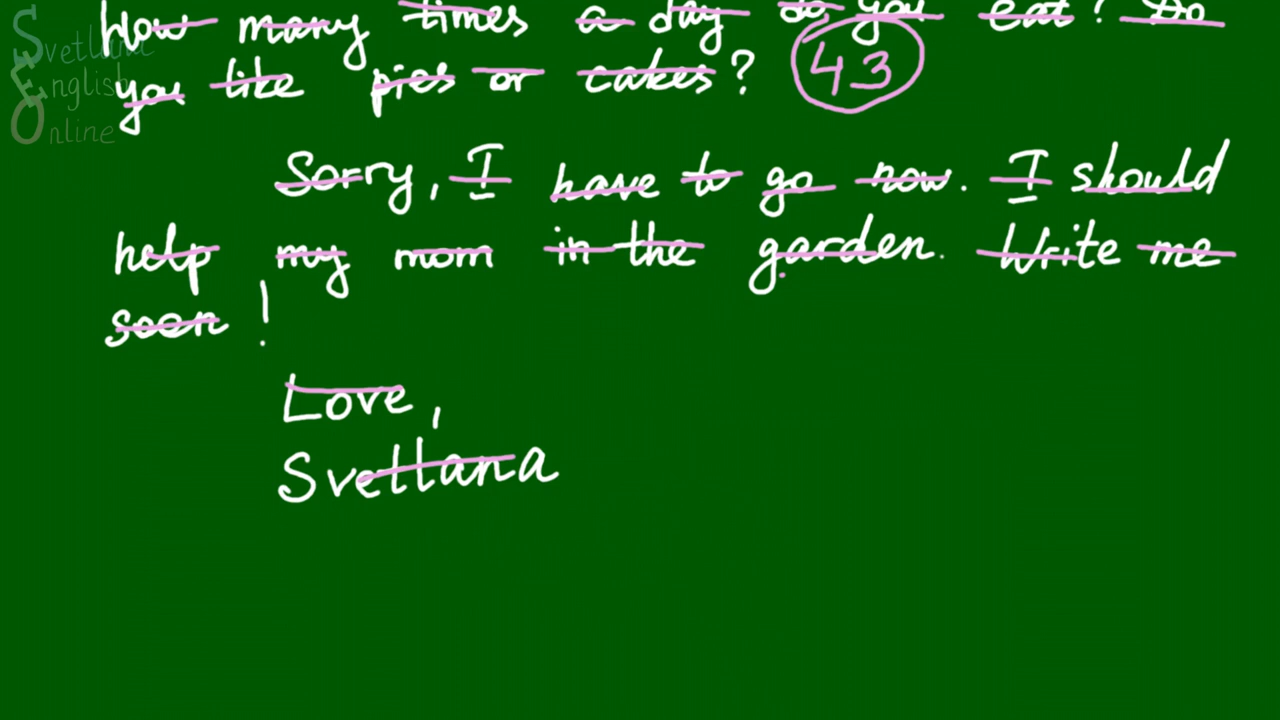 How many times a day do you eat? Do
you like pies or cakes? 43
Sorry, I have to go now. I should
help my mom in the garden. Write me
soon!
Love,
Svetlana
Svetlana
English
Online